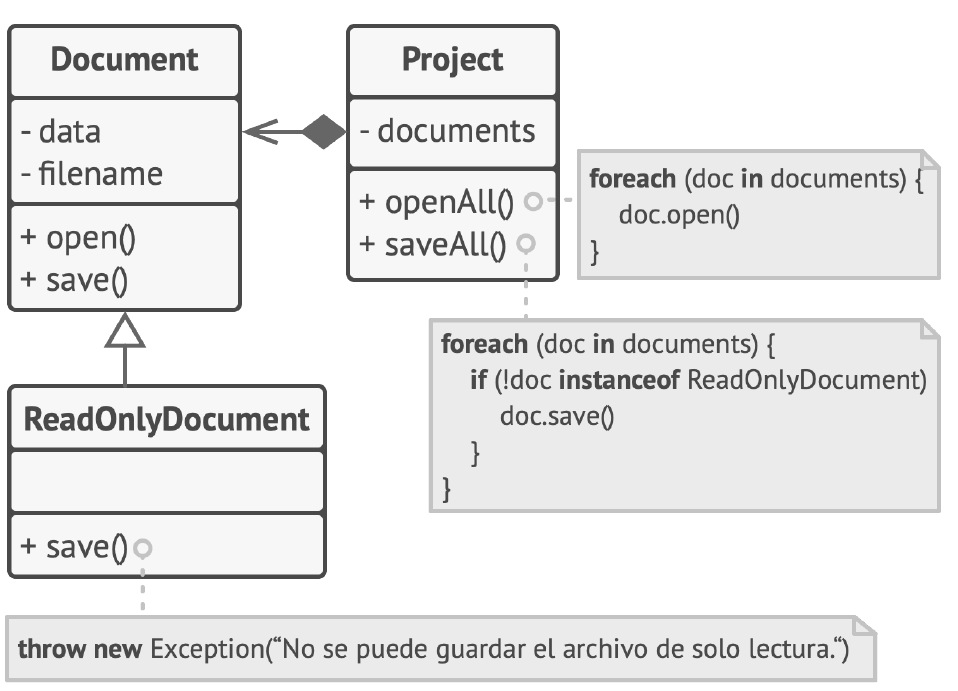 Document
- data
- filename
+ open()
+ save()
Project
- documents
+ openAll()
+ saveAll()
foreach (doc in documents) {
doc.open()
}
foreach (doc in documents) {
if (!doc instanceof ReadOnlyDocument)
doc.save()
}
}
ReadOnlyDocument
+ save()
throw new Exception(“No se puede guardar el archivo de solo lectura.“)